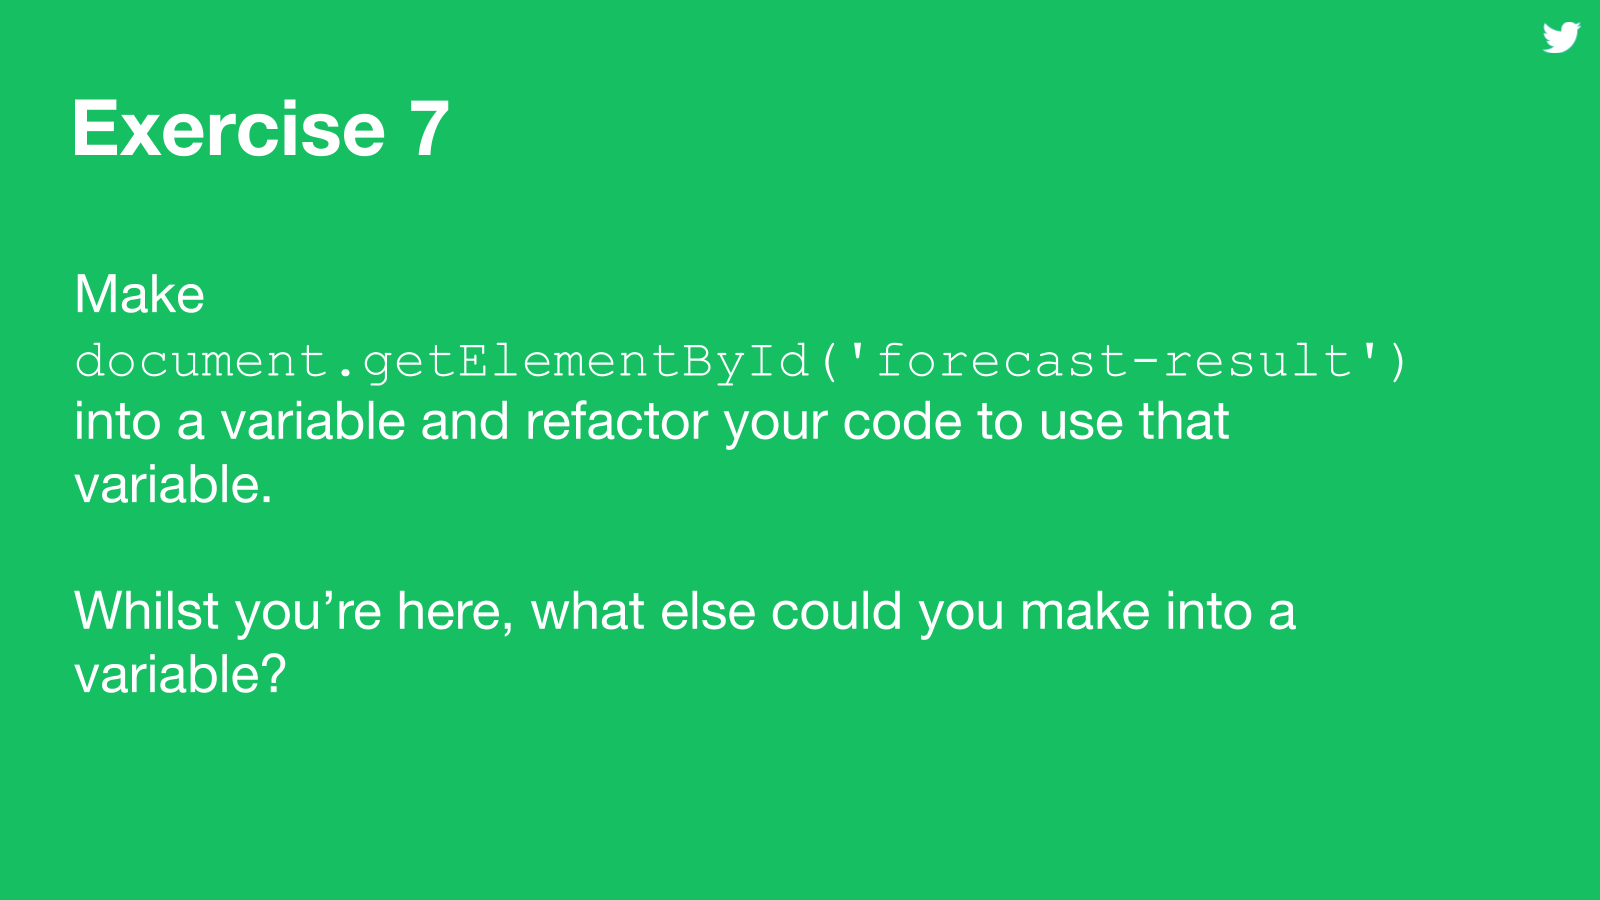 Exercise 7
Make
document.getElementById('forecast-result')
into a variable and refactor your code to use that
variable.
Whilst you’re here, what else could you make into a
variable?